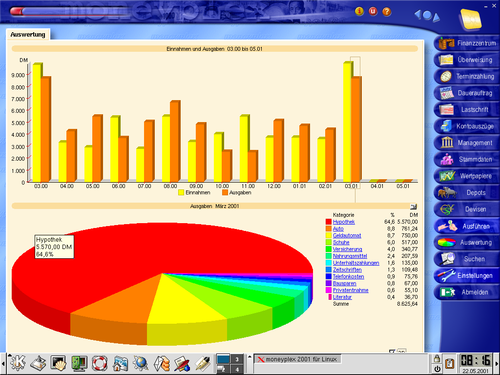 moneyplex
Auswertung
Einnahmen und Ausgaben 03.00 bis 05.01
DM
9.000
8.000
7.000
6.000
5.000
4.000
3.000
2.000
1.000
0
03.00 04.00 05.00 06.00 07.00 08.00 09.00 10.00 11.00 12.00 01.01 02.01 03.01 04.01 05.01
Einnahmen Ausgaben
Ausgaben März 2001
Kategorie % DM
Hypothek 64,6 5.570,00
Auto 8,8 761,24
Geldautomat 8,7 750,00
Schuhe 6,0 517,00
Versicherung 4,0 340,77
Nahrungsmittel 2,4 207,59
Unterhaltszahlungen 1,6 135,00
Zeitschriften 1,3 109,48
Telefonkosten 0,9 75,76
Bausparen 0,8 67,00
Privatentnahme 0,6 55,10
Literatur 0,4 36,70
Summe 8.625,64
Hypothek
5.570,00 DM
64,6%
Finanzzentrum
Überweisung
Terminzahlung
Dauerauftrag
Lastschrift
Kontoauszüge
Management
Stammdaten
Wertpapiere
Depots
Devisen
Ausführen
Auswertung
Suchen
Einstellungen
Abmelden
3
4
moneyplex 2001 für Linux
08:16
22.05.2001